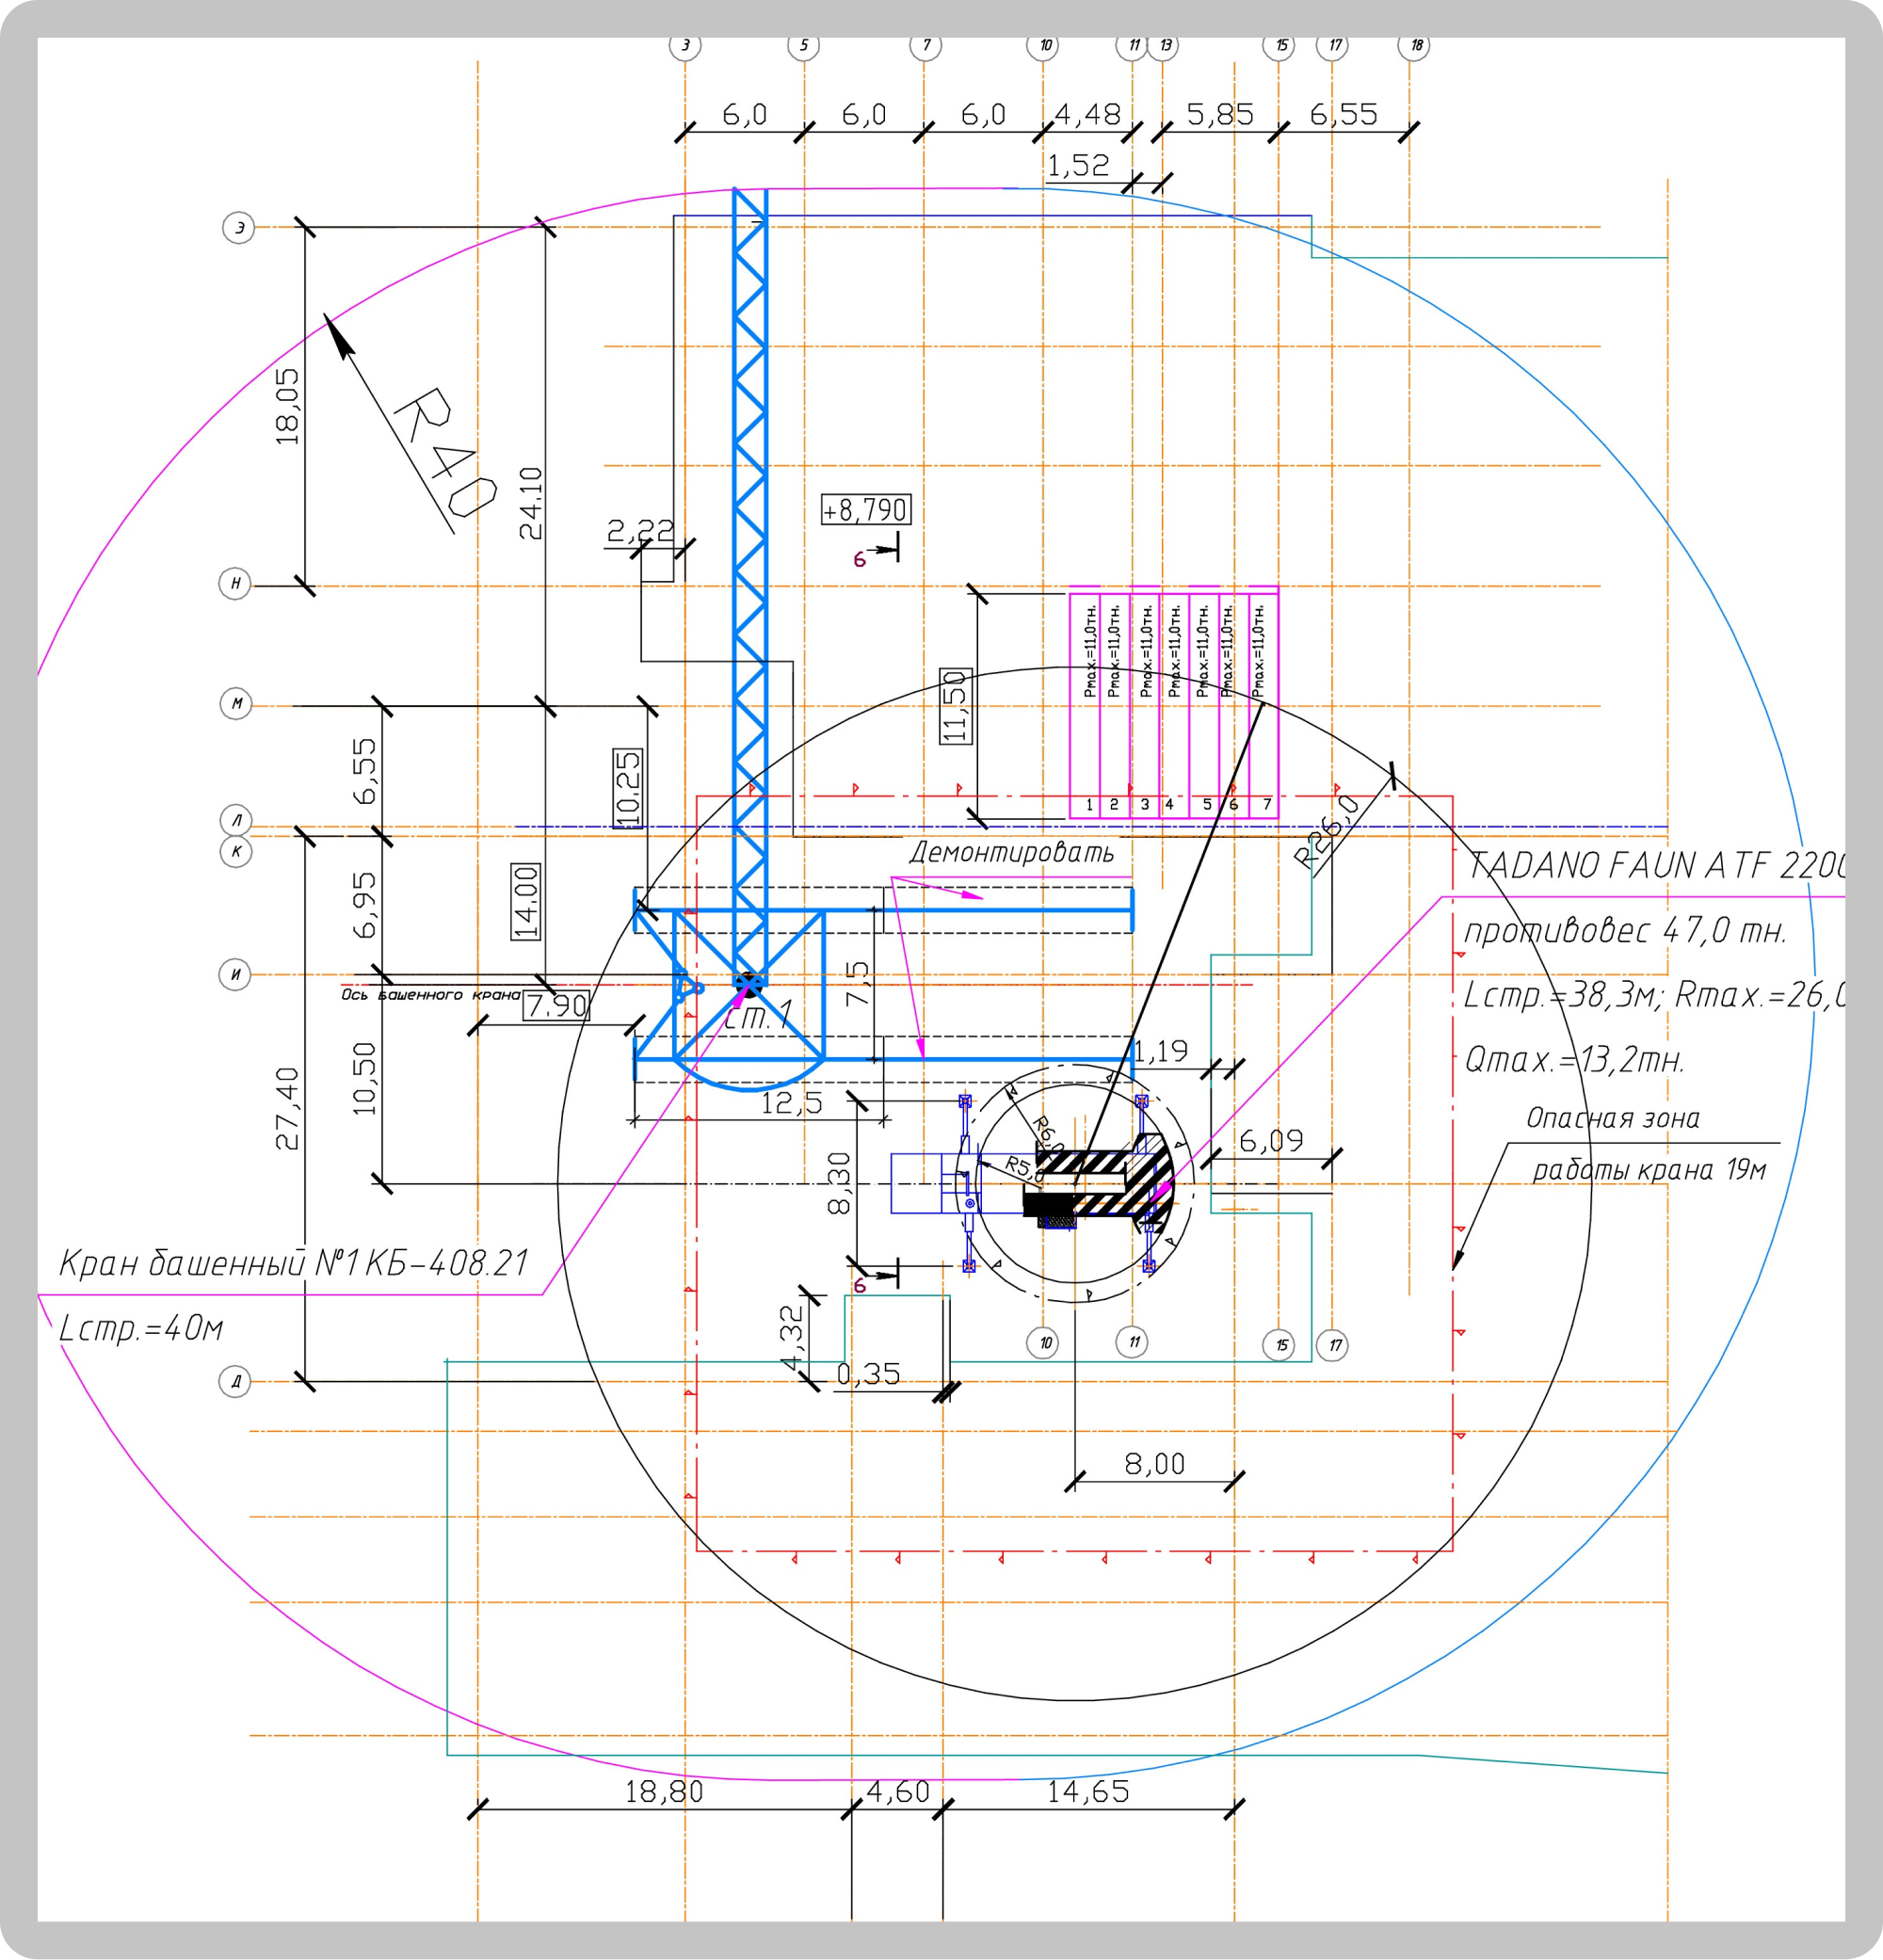 3 5 7 10 11 13 15 17 18
6,0 6,0 6,0 4,48 5,85 6,55
1,52
Э
18,05
R40
24.10
+8,790
2,22
6
Н
Pmax.=11,0тн. Pmax.=11,0тн. Pmax.=11,0тн. Pmax.=11,0тн. Pmax.=11,0тн. Pmax.=11,0тн. Pmax.=11,0тн.
11,50
М
6,55
10.25
1 2 3 4 5 6 7
R26,0
Л
К
Демонтировать
TADANO FAUN ATF 220
14.00
6,95
противовес 47,0 тн.
И
Ось башенного крана
7.90
7,5
ст.1
Lстр.=38,3м; Rmax.=26,0
1,19
Qmax.=13,2тн.
27,40
10,50
12,5
Опасная зона
работы крана 19м
R6,0
R5,0
6,09
8,30
Кран башенный №1 КБ-408.21
6
Lстр.=40м
4,32
10 11 15 17
0,35
Д
8,00
18,80 4,60 14,65